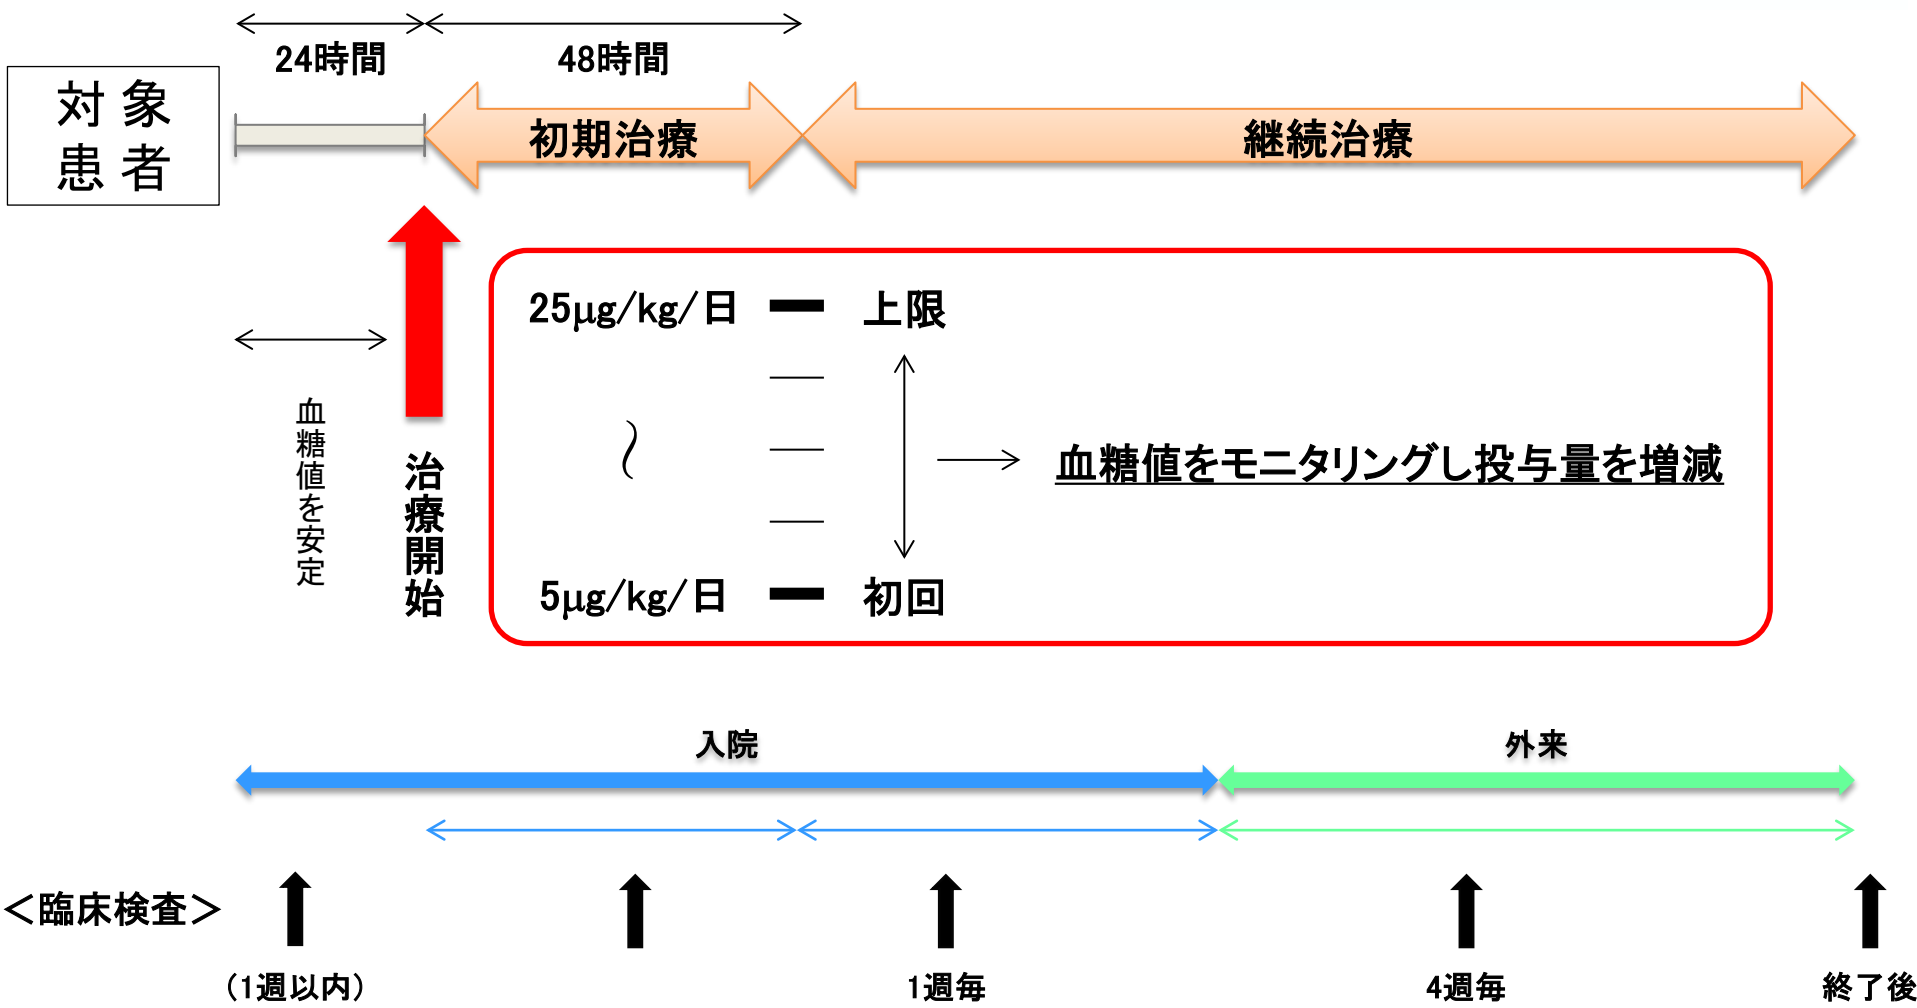 24時間
48時間
対象
患者
初期治療
継続治療
25μg/kg/日
上限
血糖値を安定
治療開始
~
血糖値をモニタリングし投与量を増減
5μg/kg/日
初回
入院
外来
＜臨床検査＞
(1週以内)
1週毎
4週毎
終了後